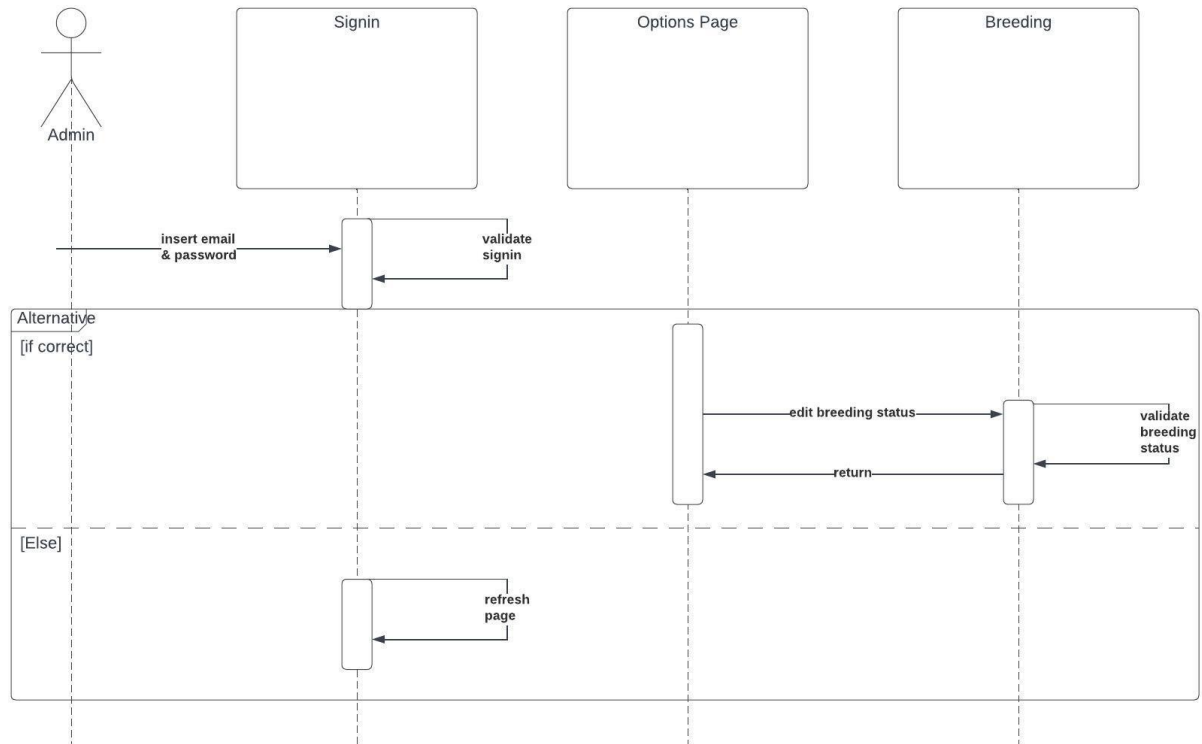 Signin
Options Page
Breeding
Admin
insert email
& password
validate
signin
Alternative
[if correct]
edit breeding status
validate
breeding
status
return
[Else]
refresh
page